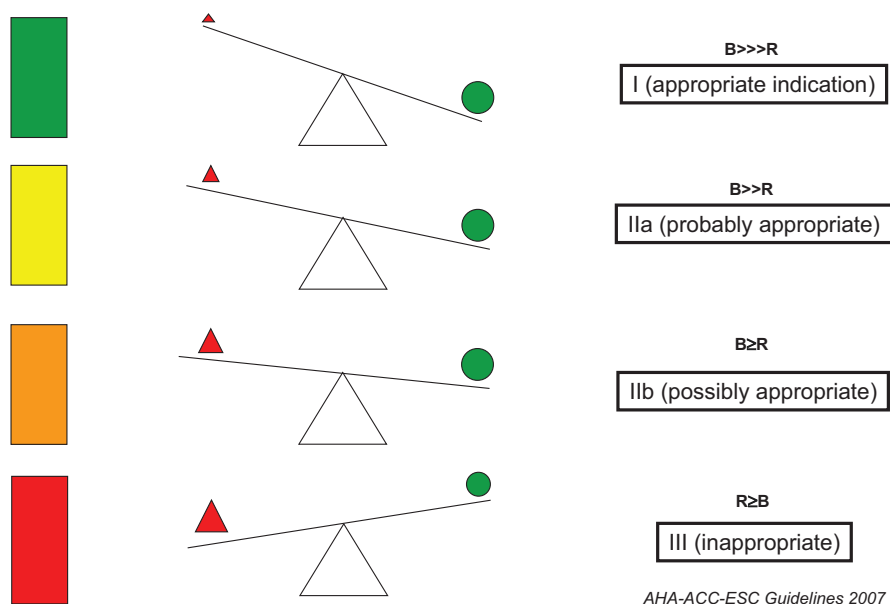 B>>>R
I (appropriate indication)
B>>R
IIa (probably appropriate)
B≥R
IIb (possibly appropriate)
R≥B
III (inappropriate)
AHA-ACC-ESC Guidelines 2007